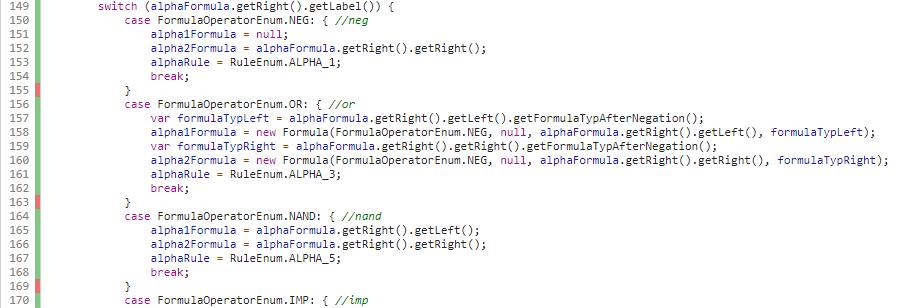 149 switch (alphaFormula.getRight().getLabel()) {
150 case FormulaOperatorEnum.NEG: { //neg
151 alpha1Formula = null;
152 alpha2Formula = alphaFormula.getRight().getRight();
153 alphaRule = RuleEnum.ALPHA_1;
154 break;
155 }
156 case FormulaOperatorEnum.OR: { //or
157 var formulaTypLeft = alphaFormula.getRight().getLeft().getFormulaTypAfterNegation();
158 alpha1Formula = new Formula(FormulaOperatorEnum.NEG, null, alphaFormula.getRight().getLeft(), formulaTypLeft);
159 var formulaTypRight = alphaFormula.getRight().getRight().getFormulaTypAfterNegation();
160 alpha2Formula = new Formula(FormulaOperatorEnum.NEG, null, alphaFormula.getRight().getRight(), formulaTypRight);
161 alphaRule = RuleEnum.ALPHA_3;
162 break;
163 }
164 case FormulaOperatorEnum.NAND: { //nand
165 alpha1Formula = alphaFormula.getRight().getLeft();
166 alpha2Formula = alphaFormula.getRight().getRight();
167 alphaRule = RuleEnum.ALPHA_5;
168 break;
169 }
170 case FormulaOperatorEnum.IMP: { //imp